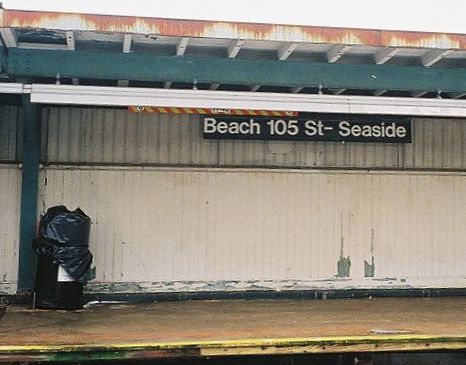 Beach 105 St- Seaside